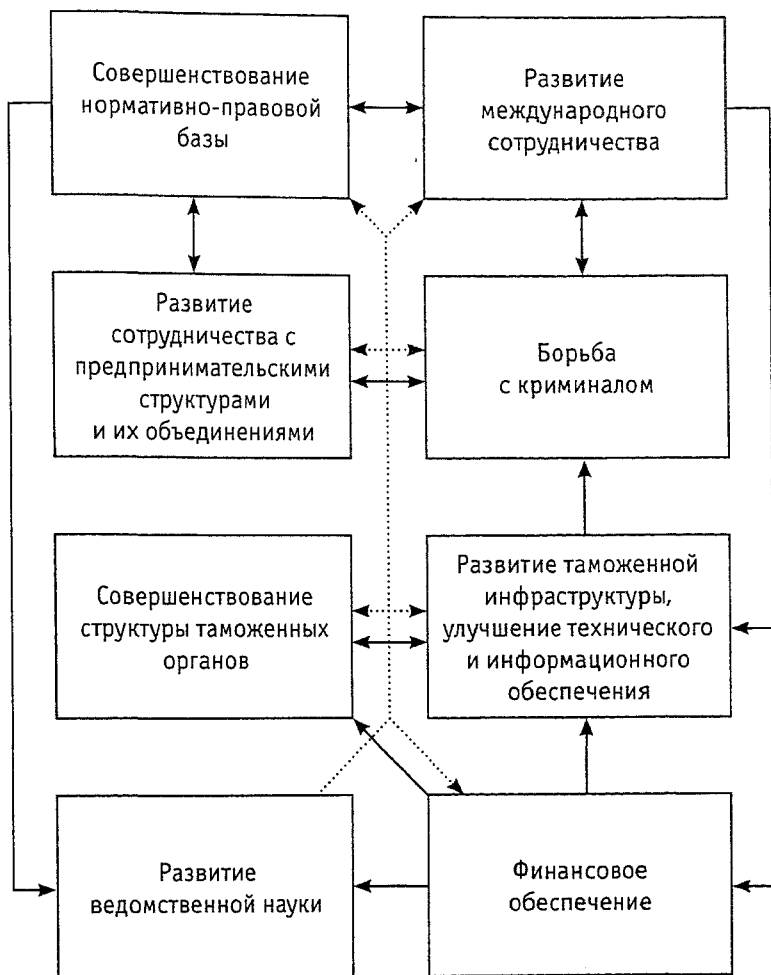 Совершенствование
нормативно-правовой
базы
Развитие
международного
сотрудничества
Развитие
сотрудничества с
предпринимательскими
структурами
и их объединениями
Борьба
с криминалом
Совершенствование
структуры таможенных
органов
Развитие таможенной
инфраструктуры,
улучшение технического
и информационного
обеспечения
Развитие
ведомственной науки
Финансовое
обеспечение